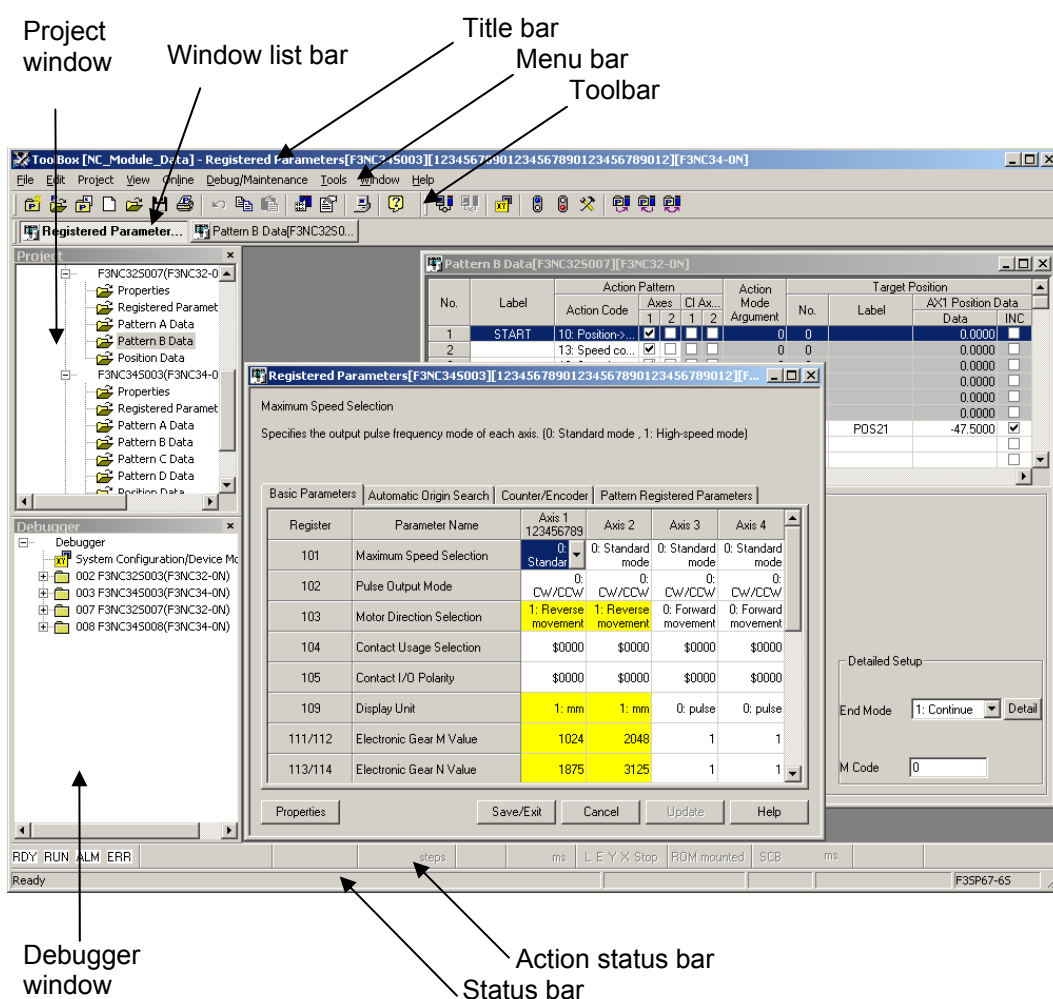 Project
window
Window list bar
Title bar
Menu bar
Toolbar
ToolBox [NC_Module_Data] - Registered Parameters[F3NC34S003][12345678901234567890123456789012][F3NC34-0N]
File Edit Project View Online Debug/Maintenance Tools Window Help
Registered Parameter... Pattern B Data[F3NC32S0...
Project
F3NC32S007(F3NC32-0
Properties
Registered Paramet
Pattern A Data
Pattern B Data
Position Data
F3NC34S003(F3NC34-0
Properties
Registered Paramet
Pattern A Data
Pattern B Data
Pattern C Data
Pattern D Data
Position Data
Pattern B Data[F3NC32S007][F3NC32-0N]
No. Label Action Pattern Action Mode Argument Target Position
Action Code Axes Cl Ax... No. Label AX1 Position Data
1 2 1 2 Data INC
1 START 10: Position->... 0 0 0.0000
2 13: Speed co... 0 0 0.0000
0.0000
0.0000
0.0000
0.0000
POS21 -47.5000
Registered Parameters[F3NC34S003][12345678901234567890123456789012][F...
Maximum Speed Selection
Specifies the output pulse frequency mode of each axis. (0: Standard mode , 1: High-speed mode)
Basic Parameters Automatic Origin Search Counter/Encoder Pattern Registered Parameters
Register Parameter Name Axis 1 123456789 Axis 2 Axis 3 Axis 4
101 Maximum Speed Selection 0: Standar 0: Standard mode 0: Standard mode 0: Standard mode
102 Pulse Output Mode 0: CW/CCW 0: CW/CCW 0: CW/CCW 0: CW/CCW
103 Motor Direction Selection 1: Reverse movement 1: Reverse movement 0: Forward movement 0: Forward movement
104 Contact Usage Selection $0000 $0000 $0000 $0000
105 Contact I/O Polarity $0000 $0000 $0000 $0000
109 Display Unit 1: mm 1: mm 0: pulse 0: pulse
111/112 Electronic Gear M Value 1024 2048 1 1
113/114 Electronic Gear N Value 1875 3125 1 1
Properties Save/Exit Cancel Update Help
Detailed Setup
End Mode 1: Continue Detail
M Code 0
Debugger
Debugger
System Configuration/Device Mo
002 F3NC32S003(F3NC32-0N)
003 F3NC34S003(F3NC34-0N)
007 F3NC32S007(F3NC32-0N)
008 F3NC34S008(F3NC34-0N)
RDY RUN ALM ERR steps ms L E Y X Stop ROM mounted SCB ms
Ready F3SP67-6S
Debugger
window
Action status bar
Status bar